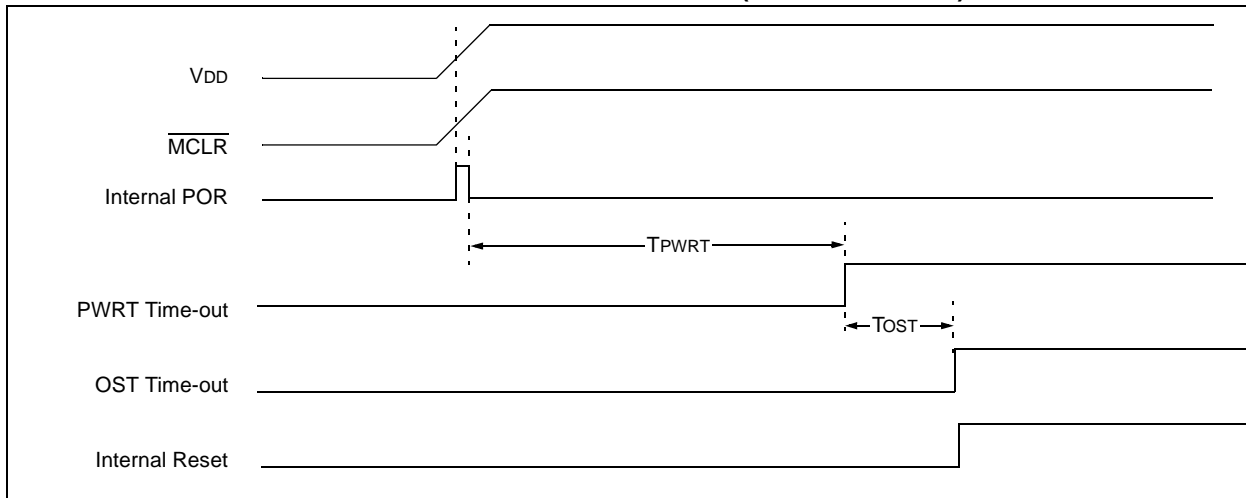 VDD
MCLR
Internal POR
TPWRT
PWRT Time-out
TOST
OST Time-out
Internal Reset